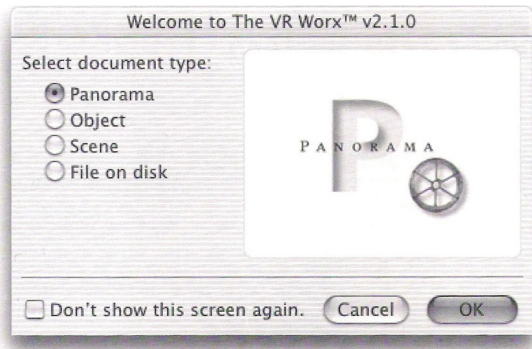 Welcome to The VR Worx™ v2.1.0
Select document type:
Panorama
Object
Scene
File on disk
P
PANORAMA
Don't show this screen again.
Cancel
OK